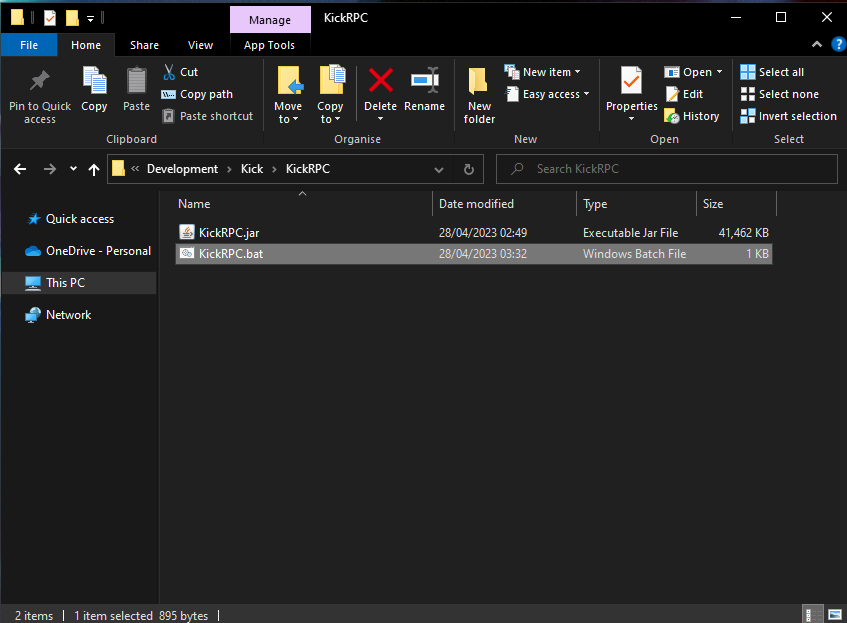 Manage KickRPC
File Home Share View App Tools
Pin to Quick access
Copy
Paste
Cut
Copy path
Paste shortcut
Clipboard
Move to
Copy to
Delete
Rename
Organise
New folder
New item
Easy access
New
Properties
Open
Edit
History
Open
Select all
Select none
Invert selection
Select
« Development › Kick › KickRPC
Search KickRPC
Quick access
OneDrive - Personal
This PC
Network
Name Date modified Type Size
KickRPC.jar 28/04/2023 02:49 Executable Jar File 41,462 KB
KickRPC.bat 28/04/2023 03:32 Windows Batch File 1 KB
2 items 1 item selected 895 bytes